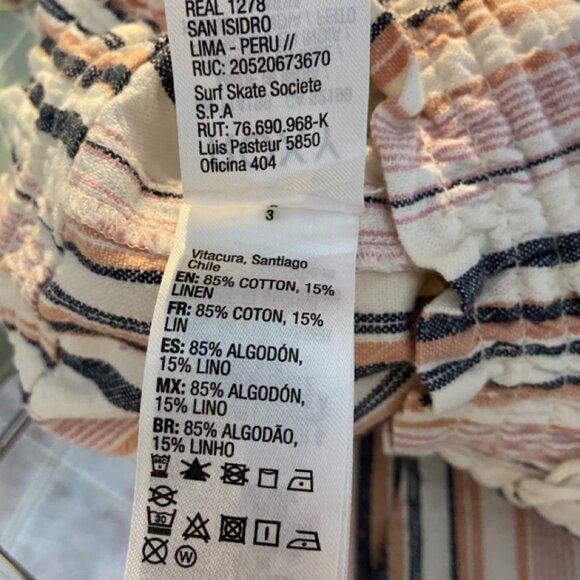 REAL 1278
SAN ISIDRO
LIMA - PERU //
RUC: 20520673670
Surf Skate Societe
S.P.A
RUT: 76.690.968-K
Luis Pasteur 5850
Oficina 404
3
Vitacura, Santiago
Chile
EN: 85% COTTON, 15%
LINEN
FR: 85% COTON, 15%
LIN
ES: 85% ALGODÓN,
15% LINO
MX: 85% ALGODÓN,
15% LINO
BR: 85% ALGODÃO,
15% LINHO
30
W